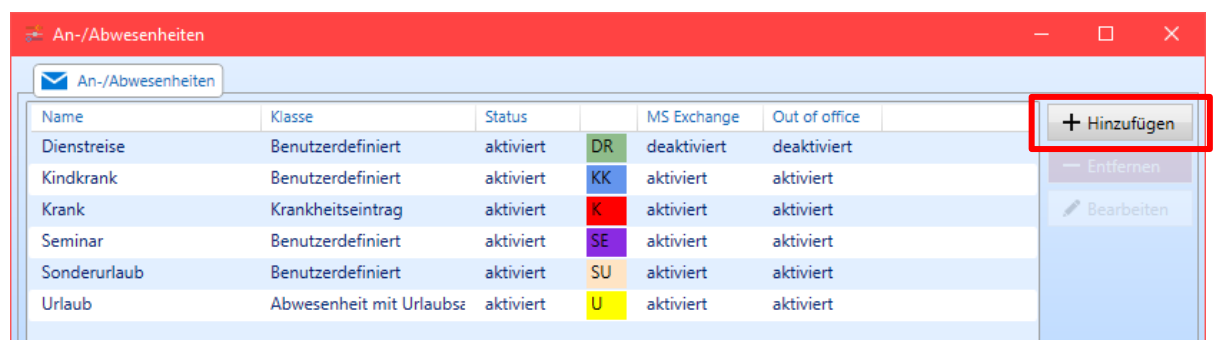 An-/Abwesenheiten
An-/Abwesenheiten
Name Klasse Status MS Exchange Out of office
Dienstreise Benutzerdefiniert aktiviert DR deaktiviert deaktiviert
Kindkrank Benutzerdefiniert aktiviert KK aktiviert aktiviert
Krank Krankheitseintrag aktiviert K aktiviert aktiviert
Seminar Benutzerdefiniert aktiviert SE aktiviert aktiviert
Sonderurlaub Benutzerdefiniert aktiviert SU aktiviert aktiviert
Urlaub Abwesenheit mit Urlaubsa aktiviert U aktiviert aktiviert
Hinzufügen
Entfernen
Bearbeiten